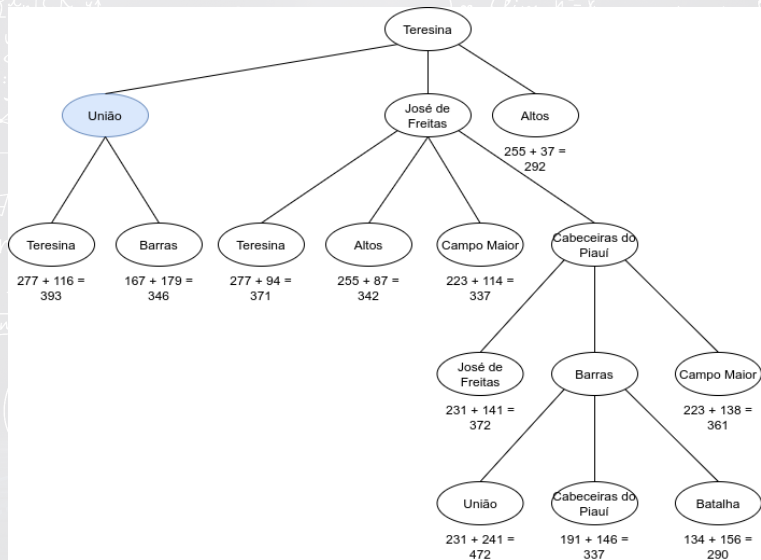 Teresina
União
José de
Freitas
Altos
255 + 37 =
292
Teresina
Barras
Teresina
Altos
Campo Maior
Cabeceiras do
Piauí
277 + 116 =
393
167 + 179 =
346
277 + 94 =
371
255 + 87 =
342
223 + 114 =
337
José de
Freitas
Barras
Campo Maior
231 + 141 =
372
223 + 138 =
361
União
Cabeceiras do
Piauí
Batalha
231 + 241 =
472
191 + 146 =
337
134 + 156 =
290